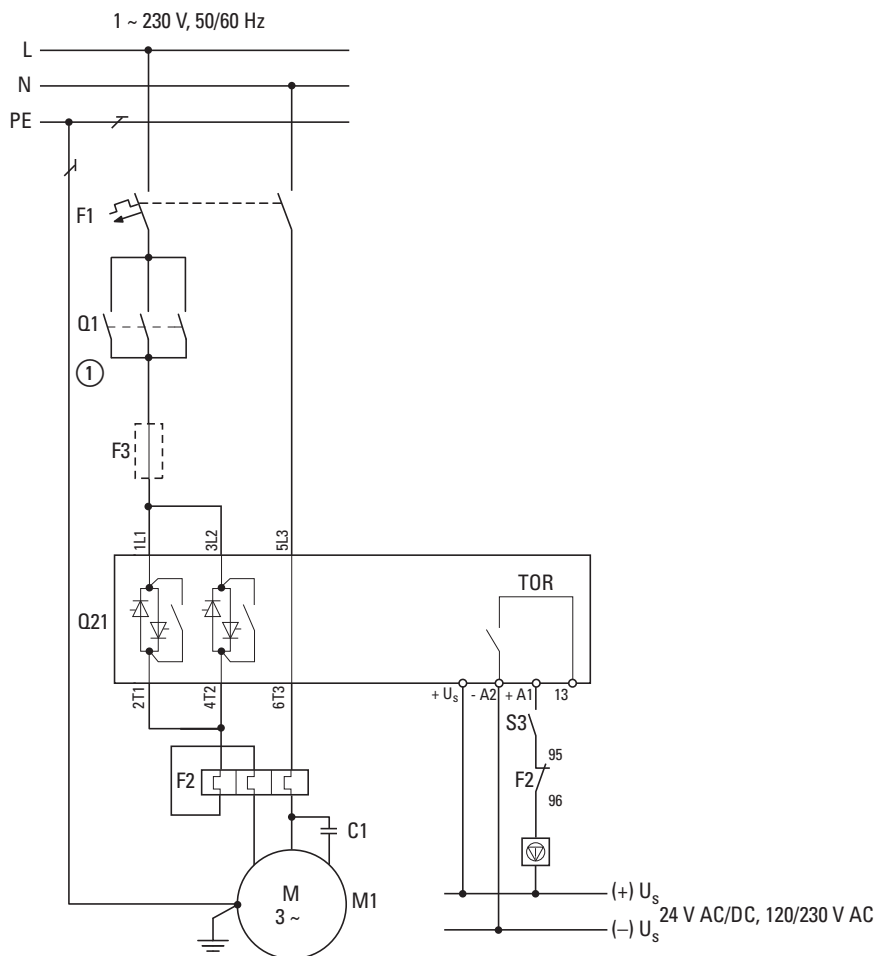 1 ~ 230 V, 50/60 Hz
L
N
PE
F1
Q1
1
F3
1L1
3L2
5L3
TOR
Q21
2T1
4T2
6T3
+ Us
- A2
+ A1
13
S3
F2
95
F2
96
C1
M
3 ~
M1
(+) Us
24 V AC/DC, 120/230 V AC
(–) Us